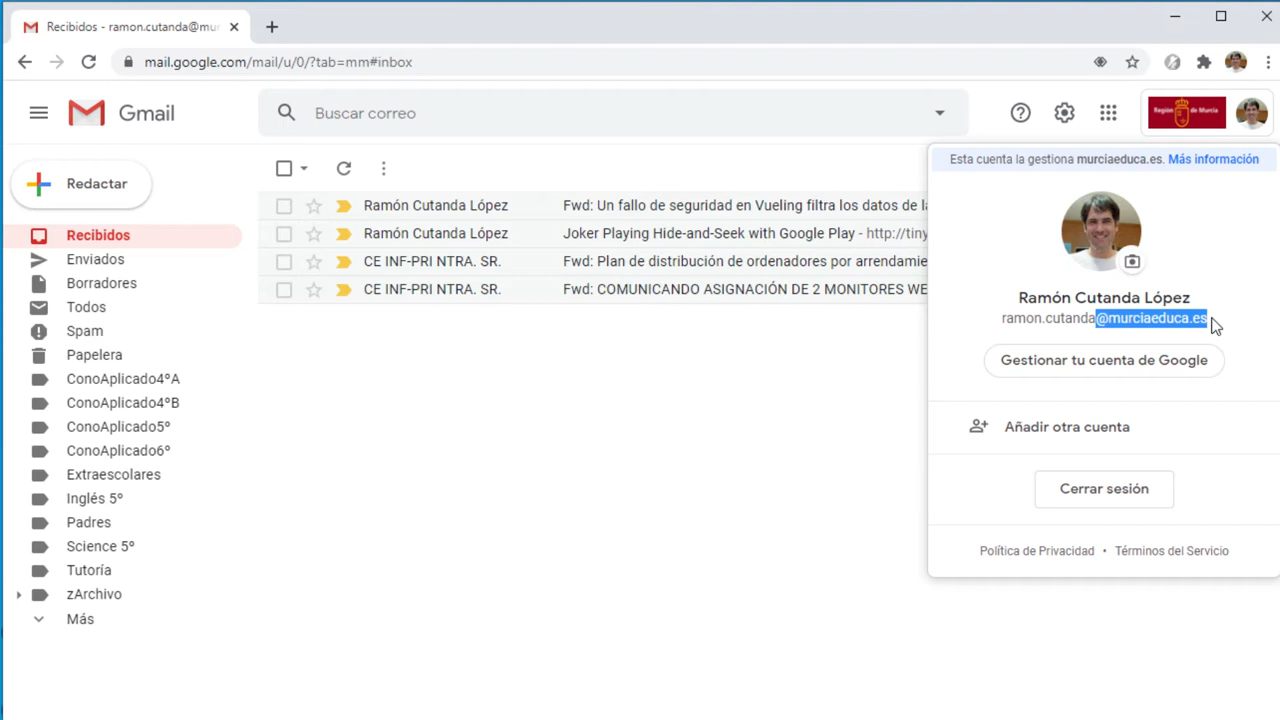 Recibidos - ramon.cutanda@mur
mail.google.com/mail/u/0/?tab=mm#inbox
Gmail
Buscar correo
Región de Murcia
Esta cuenta la gestiona murciaeduca.es. Más información
Redactar
Recibidos
Enviados
Borradores
Todos
Spam
Papelera
ConoAplicado4ºA
ConoAplicado4ºB
ConoAplicado5º
ConoAplicado6º
Extraescolares
Inglés 5º
Padres
Science 5º
Tutoría
zArchivo
Más
Ramón Cutanda López Fwd: Un fallo de seguridad en Vueling filtra los datos de
Ramón Cutanda López Joker Playing Hide-and-Seek with Google Play - http://tiny
CE INF-PRI NTRA. SR. Fwd: Plan de distribución de ordenadores por arrendamie
CE INF-PRI NTRA. SR. Fwd: COMUNICANDO ASIGNACIÓN DE 2 MONITORES WE
Ramón Cutanda López
ramon.cutanda@murciaeduca.es
Gestionar tu cuenta de Google
Añadir otra cuenta
Cerrar sesión
Política de Privacidad • Términos del Servicio